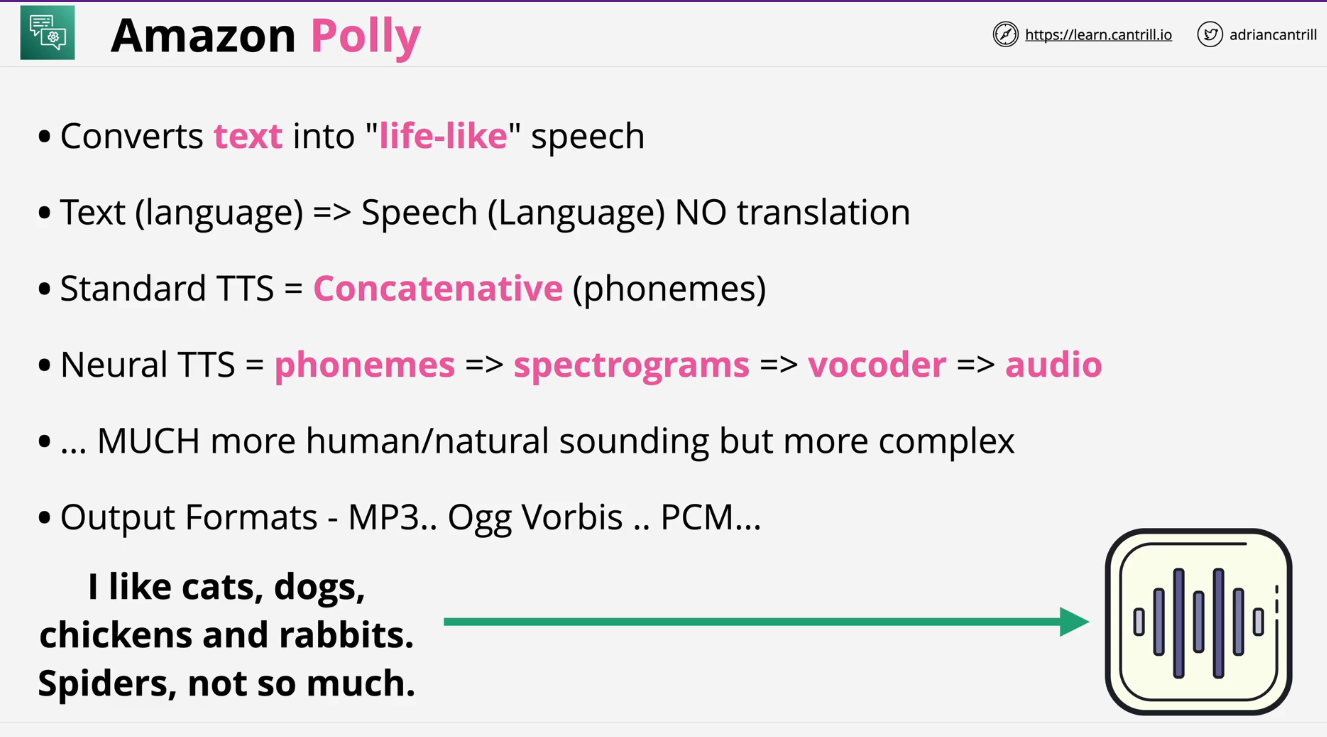 Amazon Polly
https://learn.cantrill.io
adriancantrill
• Converts text into "life-like" speech
• Text (language) => Speech (Language) NO translation
• Standard TTS = Concatenative (phonemes)
• Neural TTS = phonemes => spectrograms => vocoder => audio
• ... MUCH more human/natural sounding but more complex
• Output Formats - MP3.. Ogg Vorbis .. PCM...
I like cats, dogs,
chickens and rabbits.
Spiders, not so much.